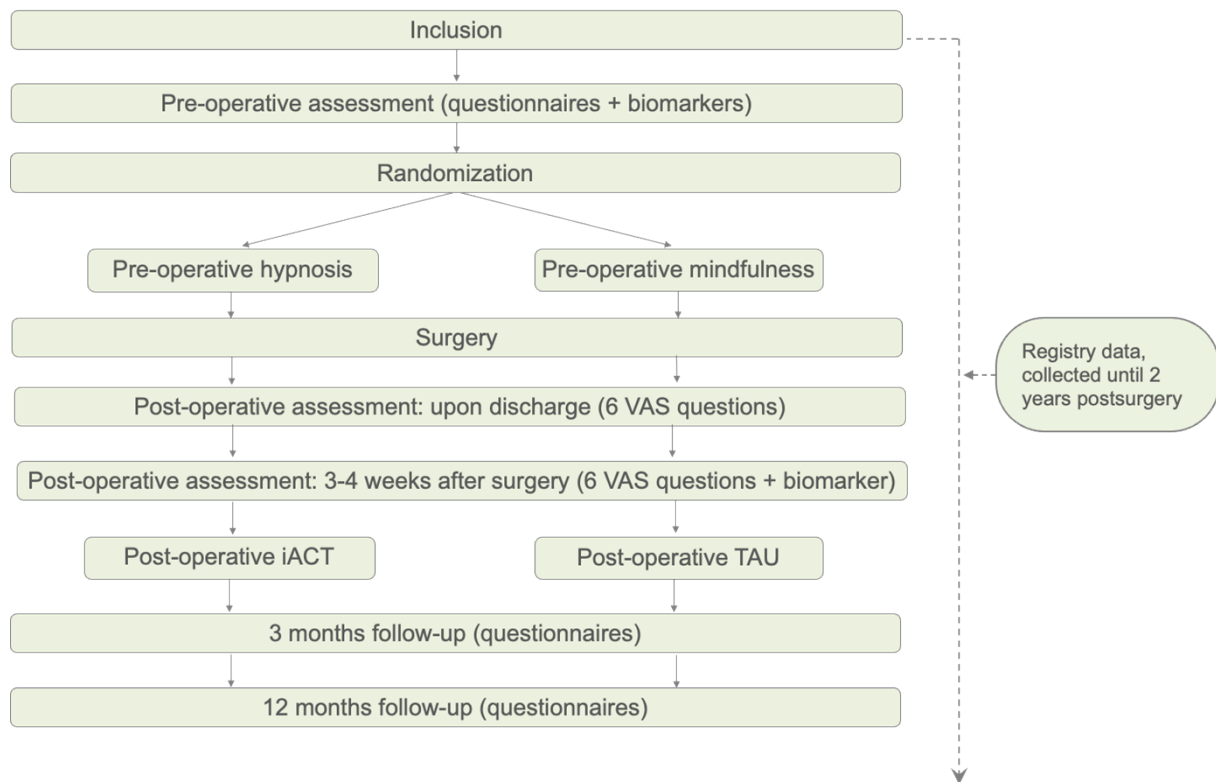 Inclusion
Pre-operative assessment (questionnaires + biomarkers)
Randomization
Pre-operative hypnosis
Pre-operative mindfulness
Surgery
Post-operative assessment: upon discharge (6 VAS questions)
Post-operative assessment: 3-4 weeks after surgery (6 VAS questions + biomarker)
Post-operative iACT
Post-operative TAU
3 months follow-up (questionnaires)
12 months follow-up (questionnaires)
Registry data,
collected until 2
years postsurgery